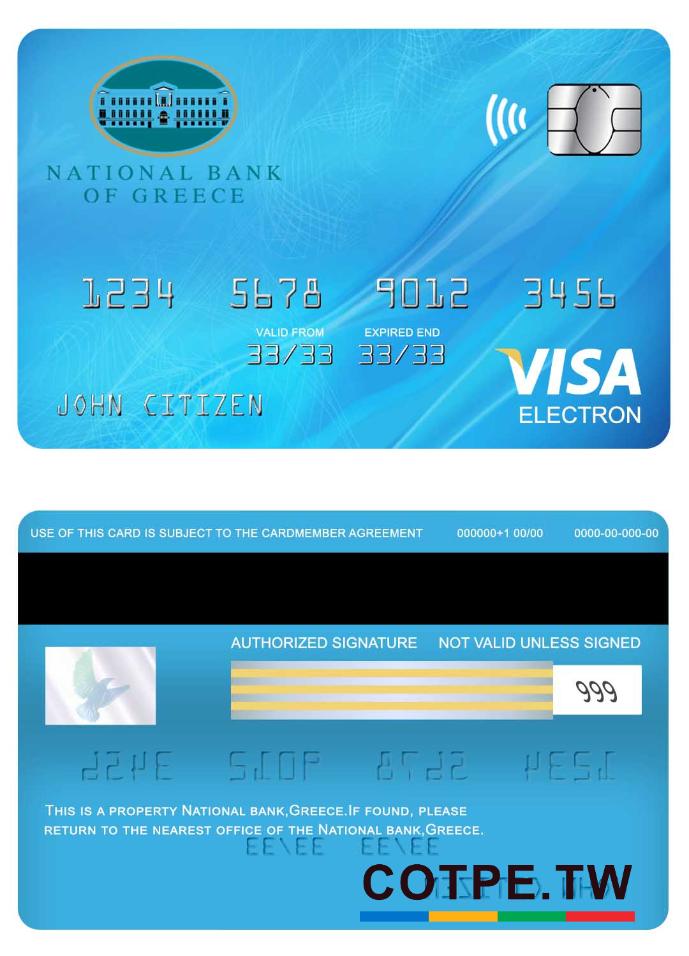 NATIONAL BANK
OF GREECE
1234 5678 9012 3456
VALID FROM EXPIRED END
33/33 33/33
JOHN CITIZEN
VISA
ELECTRON
USE OF THIS CARD IS SUBJECT TO THE CARDMEMBER AGREEMENT 000000+1 00/00 0000-00-000-00
AUTHORIZED SIGNATURE NOT VALID UNLESS SIGNED
999
THIS IS A PROPERTY NATIONAL BANK,GREECE.IF FOUND, PLEASE
RETURN TO THE NEAREST OFFICE OF THE NATIONAL BANK,GREECE.
COTPE.TW